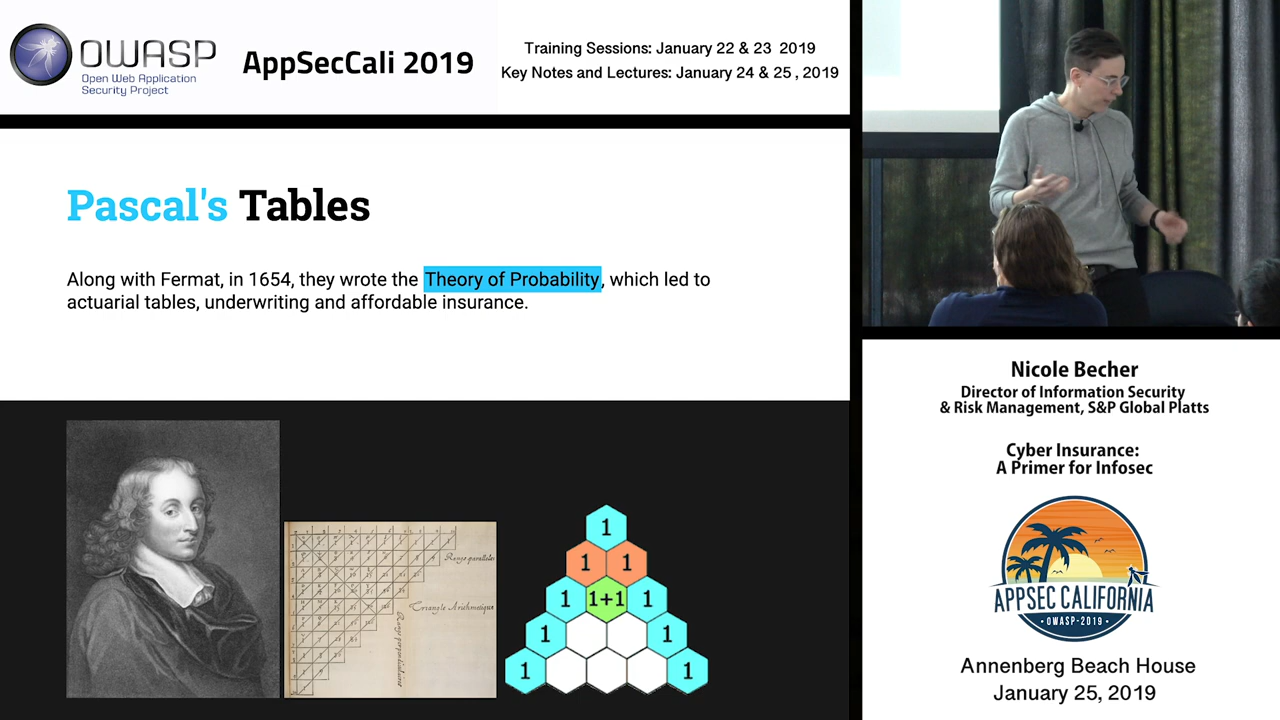 OWASP
Open Web Application
Security Project
AppSecCali 2019
Training Sessions: January 22 & 23 2019
Key Notes and Lectures: January 24 & 25 , 2019
Pascal's Tables
Along with Fermat, in 1654, they wrote the Theory of Probability, which led to
actuarial tables, underwriting and affordable insurance.
Triangle Arithmetique
1
1 1
1 1+1 1
1 1
1 1
Nicole Becher
Director of Information Security
& Risk Management, S&P Global Platts
Cyber Insurance:
A Primer for Infosec
APPSEC CALIFORNIA
OWASP-2019
Annenberg Beach House
January 25, 2019